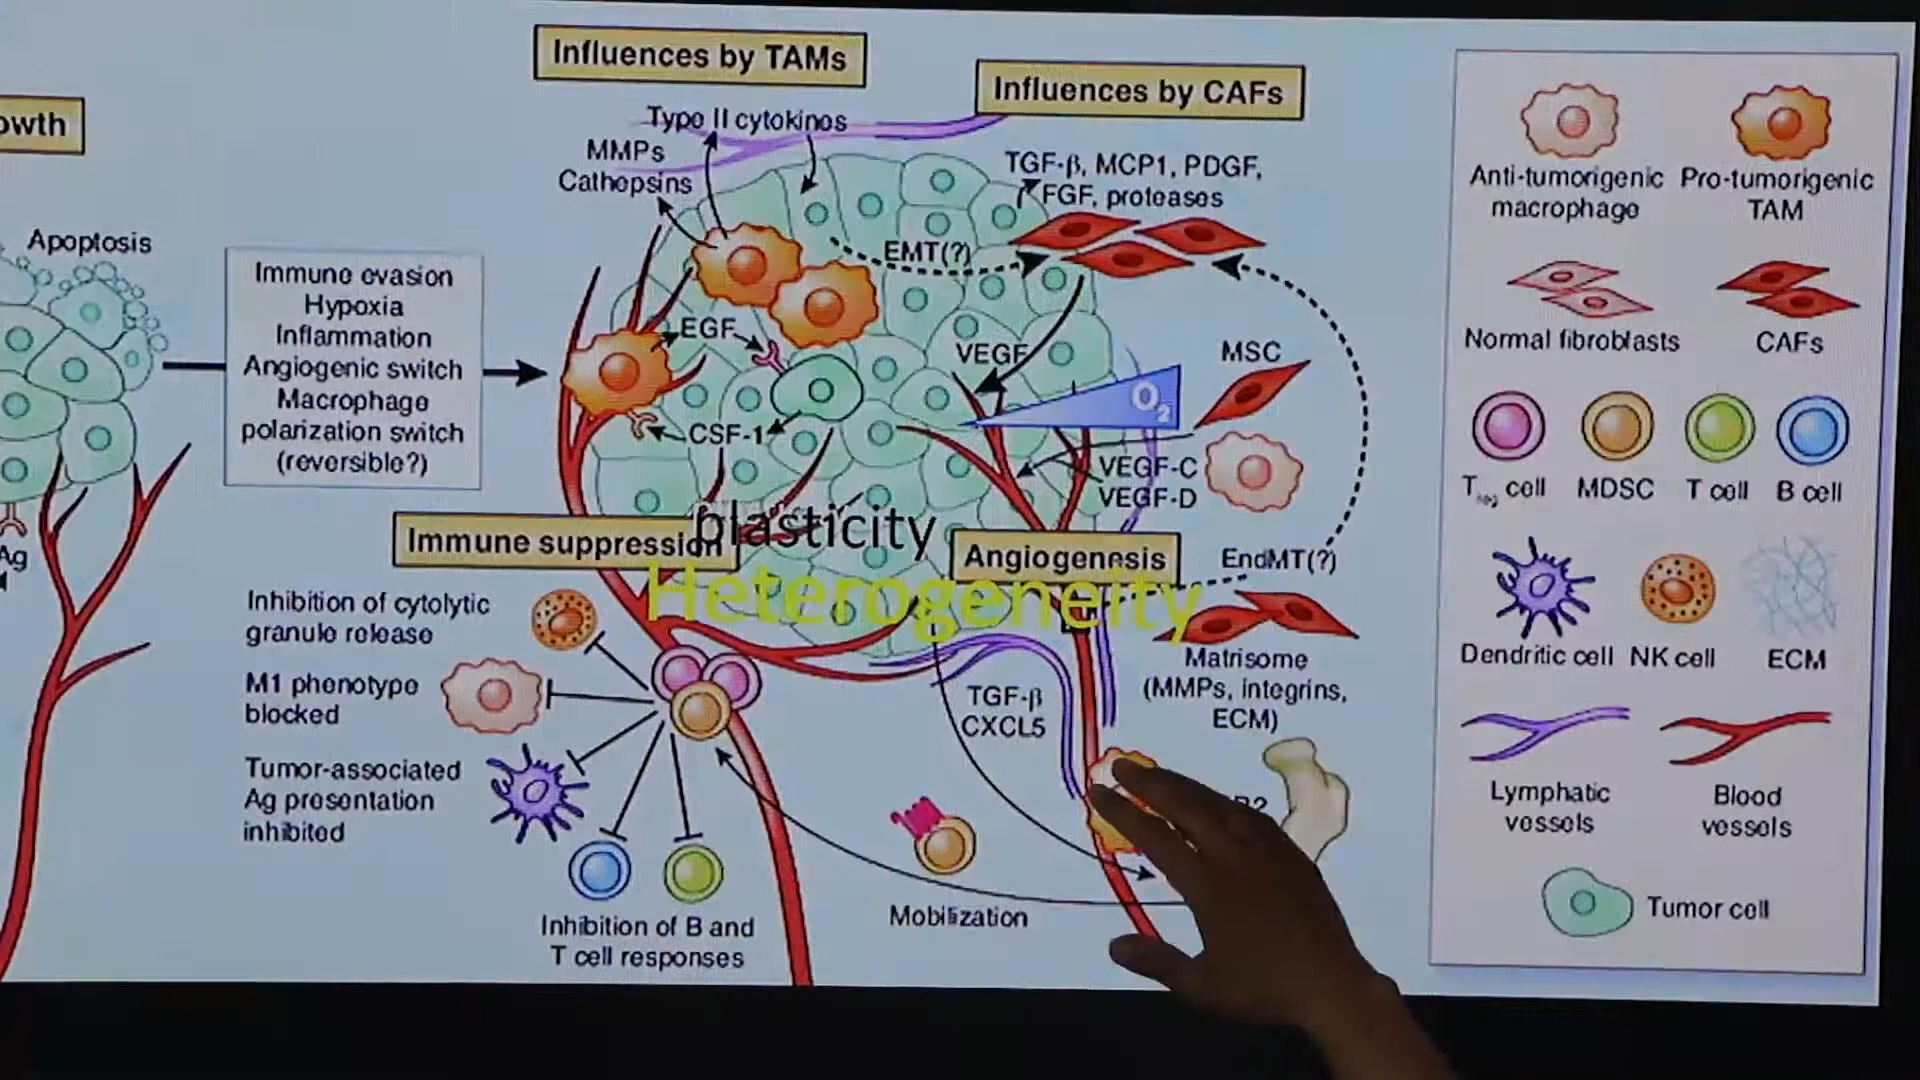 owth
Apoptosis
Ag
Immune evasion
Hypoxia
Inflammation
Angiogenic switch
Macrophage
polarization switch
(reversible?)
Influences by TAMs
Type II cytokines
MMPs
Cathepsins
EGF
CSF-1
Influences by CAFs
TGF-β, MCP1, PDGF,
FGF, proteases
EMT(?)
VEGF
O2
MSC
VEGF-C
VEGF-D
plasticity
Heterogeneity
Immune suppression
Inhibition of cytolytic
granule release
M1 phenotype
blocked
Tumor-associated
Ag presentation
inhibited
Inhibition of B and
T cell responses
Angiogenesis
EndMT(?)
Matrisome
(MMPs, integrins,
ECM)
TGF-β
CXCL5
Mobilization
Anti-tumorigenic
macrophage
Pro-tumorigenic
TAM
Normal fibroblasts
CAFs
Treg cell
MDSC
T cell
B cell
Dendritic cell
NK cell
ECM
Lymphatic
vessels
Blood
vessels
Tumor cell